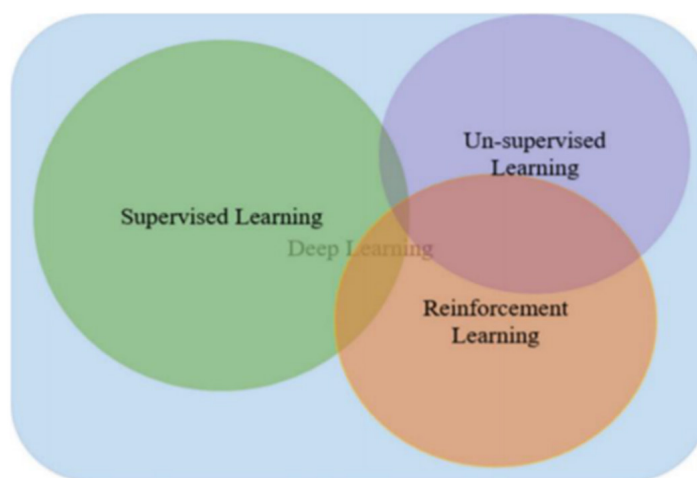 Un-supervised
Learning
Supervised Learning
Deep Learning
Reinforcement
Learning